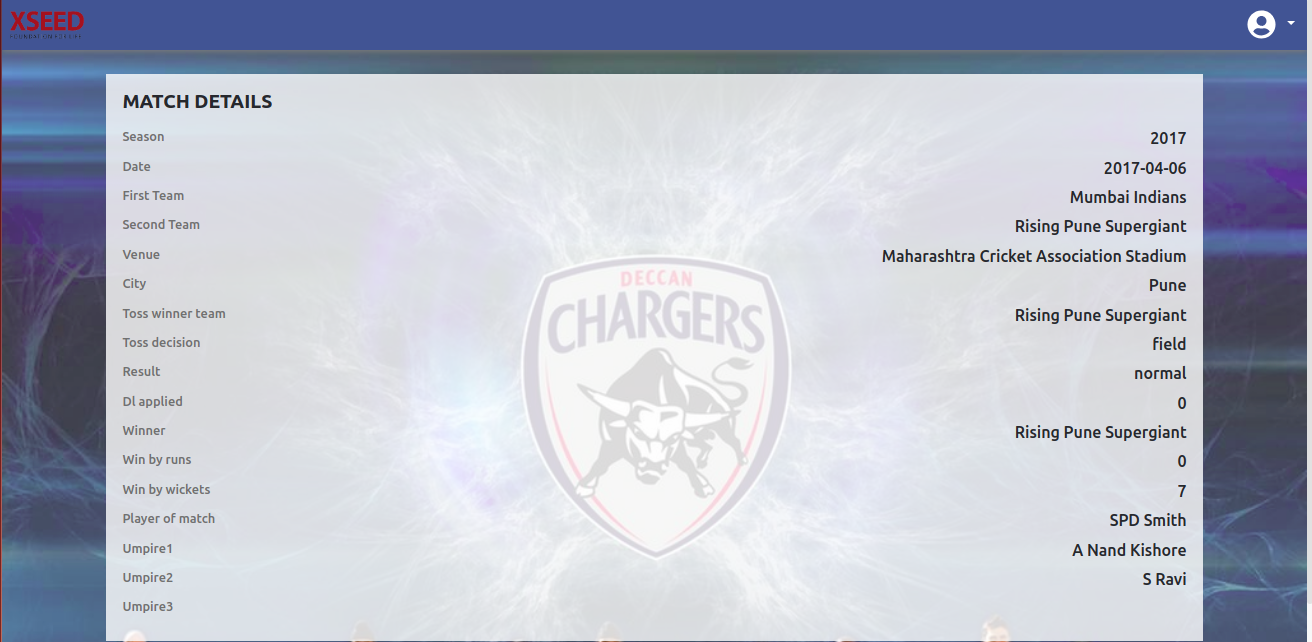 XSEED
MATCH DETAILS
Season 2017
Date 2017-04-06
First Team Mumbai Indians
Second Team Rising Pune Supergiant
Venue Maharashtra Cricket Association Stadium
City Pune
Toss winner team Rising Pune Supergiant
Toss decision field
Result normal
Dl applied 0
Winner Rising Pune Supergiant
Win by runs 0
Win by wickets 7
Player of match SPD Smith
Umpire1 A Nand Kishore
Umpire2 S Ravi
Umpire3
DECCAN
CHARGERS